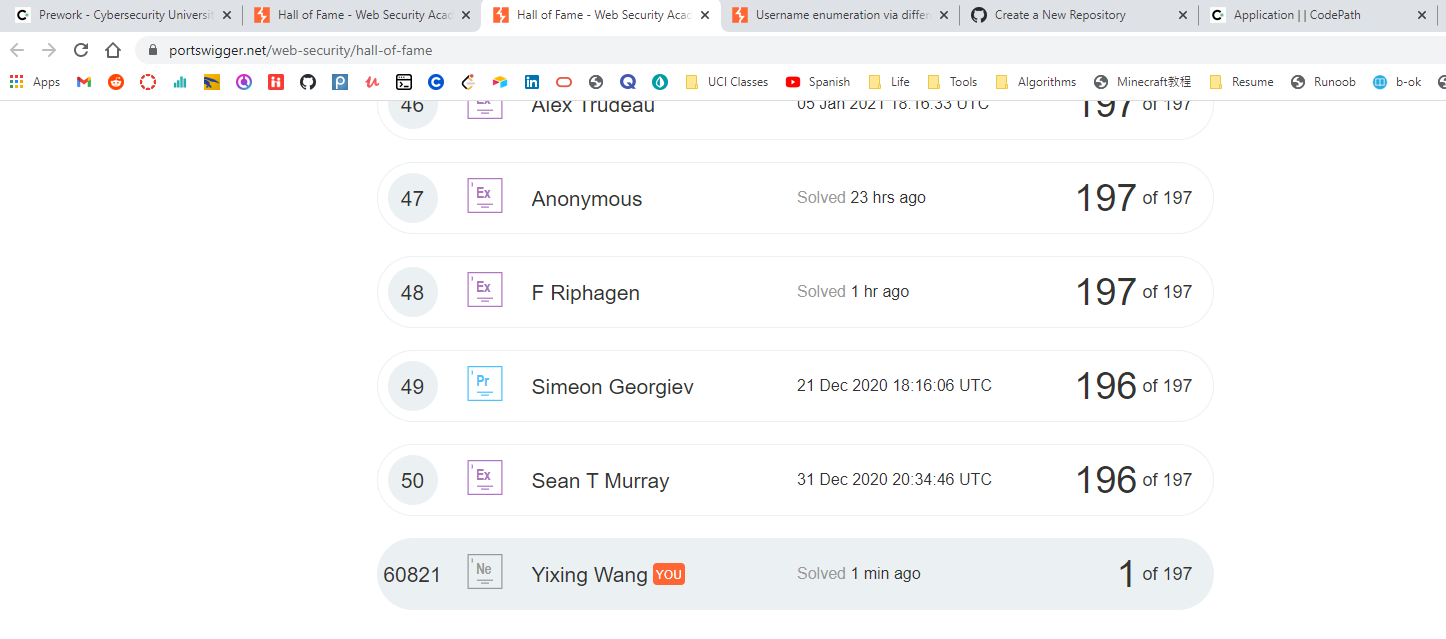 Prework - Cybersecurity Universit
Hall of Fame - Web Security Acad
Hall of Fame - Web Security Acad
Username enumeration via differ
Create a New Repository
Application || CodePath
portswigger.net/web-security/hall-of-fame
Apps UCI Classes Spanish Life Tools Algorithms Minecraft教程 Resume Runoob b-ok
46 Ex Alex Trudeau 05 Jan 2021 18:16:33 UTC 197 of 197
47 Ex Anonymous Solved 23 hrs ago 197 of 197
48 Ex F Riphagen Solved 1 hr ago 197 of 197
49 Pr Simeon Georgiev 21 Dec 2020 18:16:06 UTC 196 of 197
50 Ex Sean T Murray 31 Dec 2020 20:34:46 UTC 196 of 197
60821 Ne Yixing Wang YOU Solved 1 min ago 1 of 197